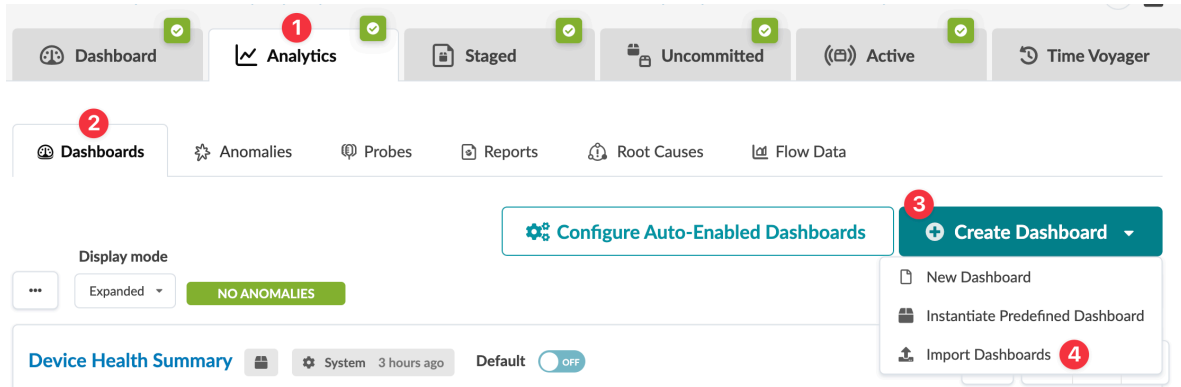 1
Dashboard Analytics Staged Uncommitted Active Time Voyager
2
Dashboards Anomalies Probes Reports Root Causes Flow Data
3
Configure Auto-Enabled Dashboards Create Dashboard
Display mode
... Expanded NO ANOMALIES
New Dashboard
Instantiate Predefined Dashboard
Import Dashboards 4
Device Health Summary System 3 hours ago Default OFF